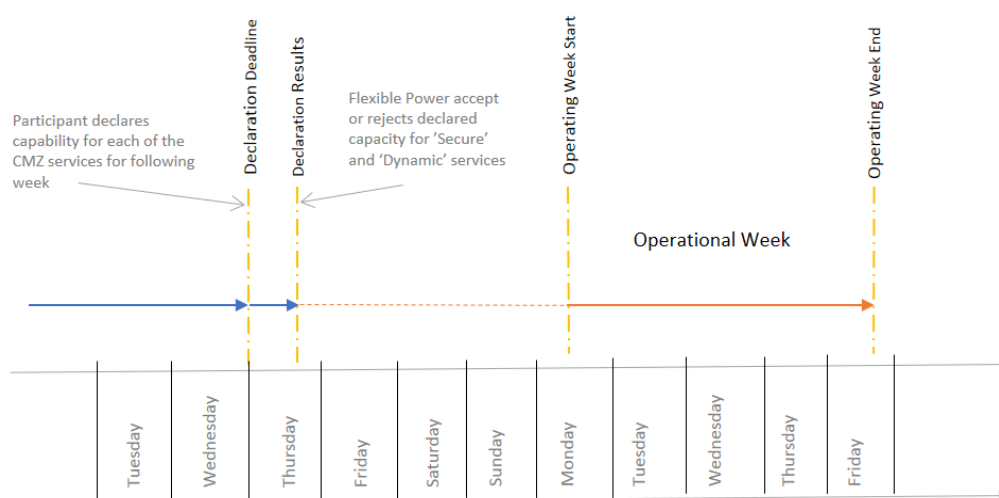 Declaration Deadline
Declaration Results
Operating Week Start
Operating Week End
Participant declares
capability for each of the
CMZ services for following
week
Flexible Power accept
or rejects declared
capacity for ’Secure’
and ‘Dynamic’ services
Operational Week
Tuesday
Wednesday
Thursday
Friday
Saturday
Sunday
Monday
Tuesday
Wednesday
Thursday
Friday